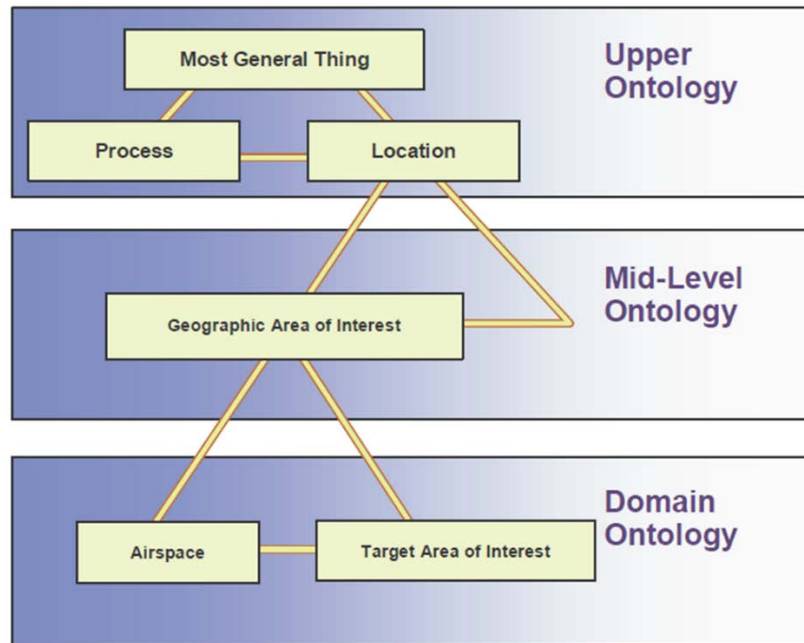 Most General Thing
Upper
Ontology
Process
Location
Mid-Level
Ontology
Geographic Area of Interest
Domain
Ontology
Airspace
Target Area of Interest